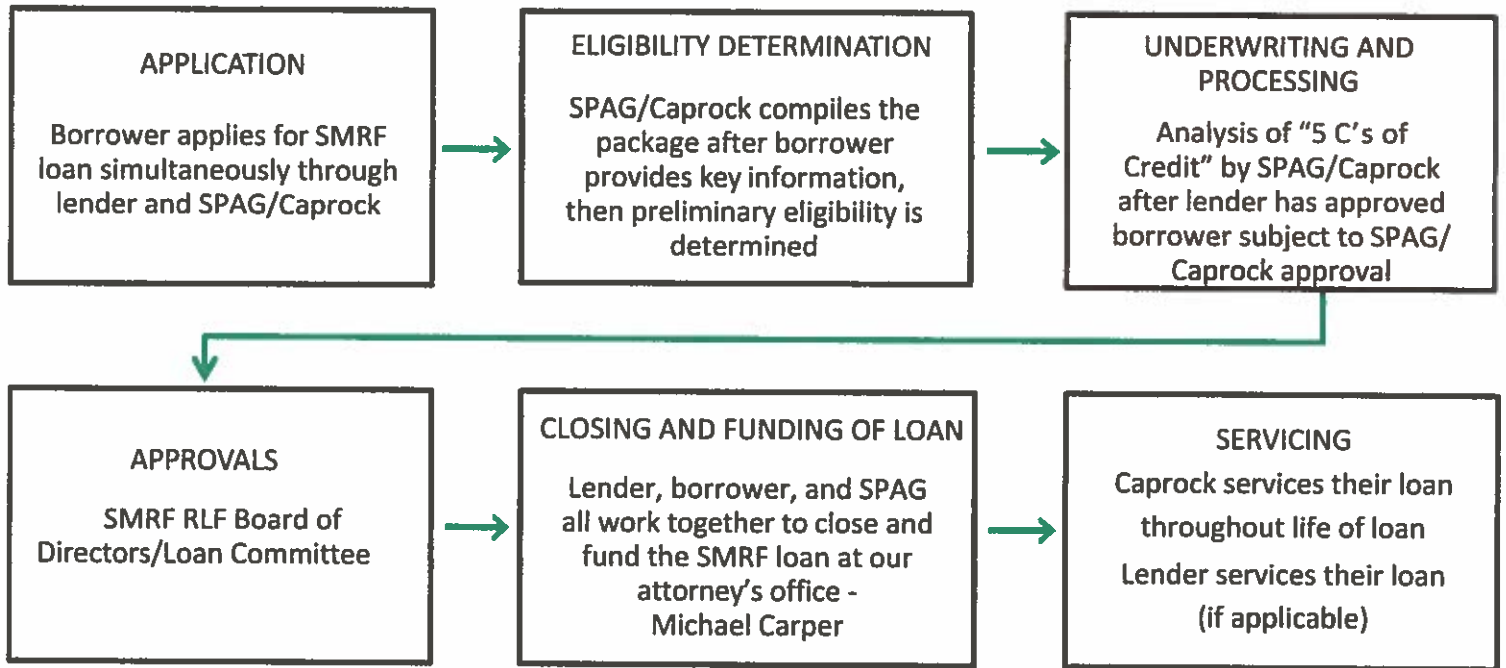 APPLICATION
Borrower applies for SMRF
loan simultaneously through
lender and SPAG/Caprock
ELIGIBILITY DETERMINATION
SPAG/Caprock compiles the
package after borrower
provides key information,
then preliminary eligibility is
determined
UNDERWRITING AND
PROCESSING
Analysis of “5 C’s of
Credit” by SPAG/Caprock
after lender has approved
borrower subject to SPAG/
Caprock approval
APPROVALS
SMRF RLF Board of
Directors/Loan Committee
CLOSING AND FUNDING OF LOAN
Lender, borrower, and SPAG
all work together to close and
fund the SMRF loan at our
attorney’s office -
Michael Carper
SERVICING
Caprock services their loan
throughout life of loan
Lender services their loan
(if applicable)